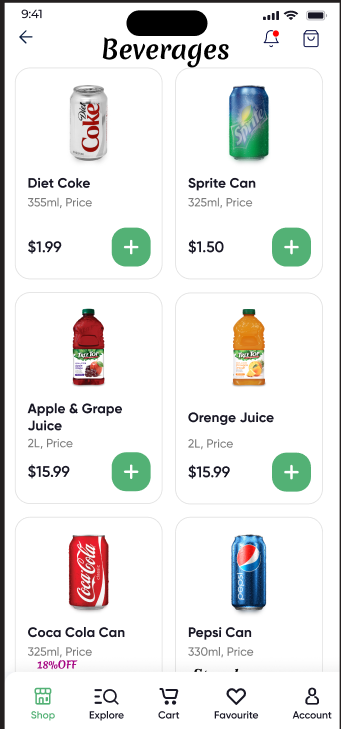 9:41
Beverages
Diet Coke
Sprite
Diet Coke
Sprite Can
355ml, Price
325ml, Price
$1.99
$1.50
Tree Top
Tree Top
Apple & Grape
Juice
Orenge Juice
2L, Price
2L, Price
$15.99
$15.99
Coca-Cola
pepsi
Coca Cola Can
Pepsi Can
325ml, Price
330ml, Price
18%OFF
Shop
Explore
Cart
Favourite
Account